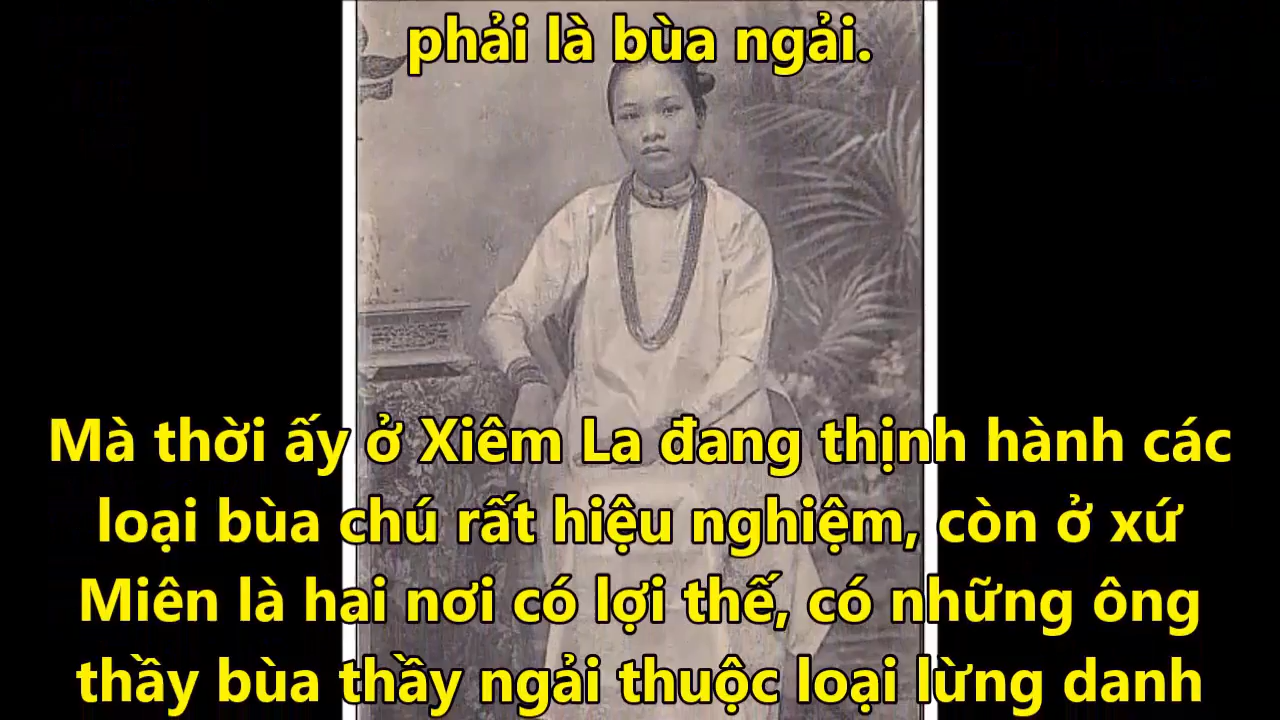 phải là bùa ngải.
Mà thời ấy ở Xiêm La đang thịnh hành các
loại bùa chú rất hiệu nghiệm, còn ở xứ
Miên là hai nơi có lợi thế, có những ông
thầy bùa thầy ngải thuộc loại lừng danh